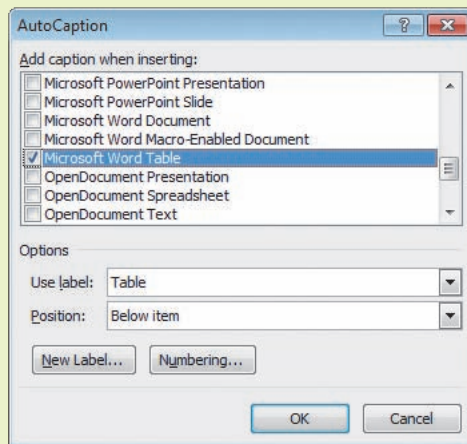 AutoCaption
Add caption when inserting:
Microsoft PowerPoint Presentation
Microsoft PowerPoint Slide
Microsoft Word Document
Microsoft Word Macro-Enabled Document
Microsoft Word Table
OpenDocument Presentation
OpenDocument Spreadsheet
OpenDocument Text
Options
Use label: Table
Position: Below item
New Label... Numbering...
OK Cancel